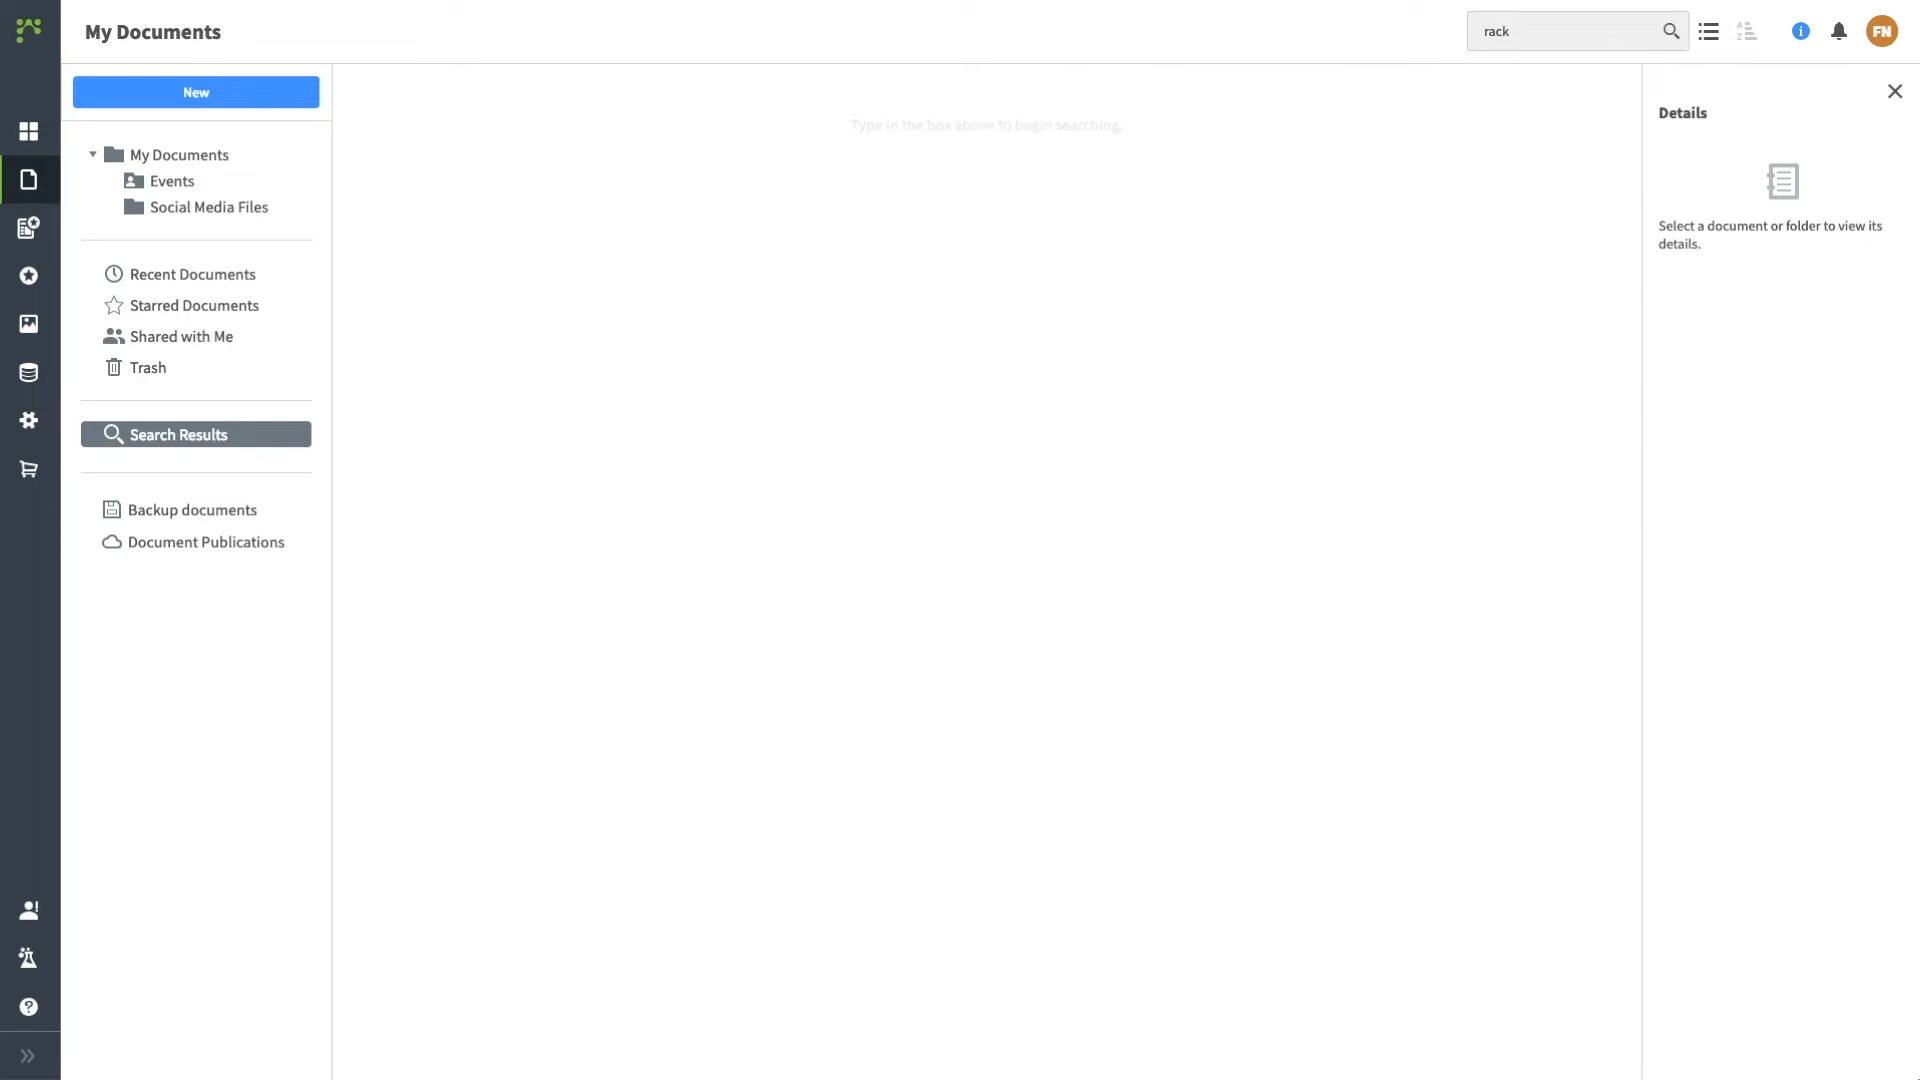 My Documents
rack
FN
New
My Documents
Events
Social Media Files
Recent Documents
Starred Documents
Shared with Me
Trash
Search Results
Backup documents
Document Publications
Type in the box above to begin searching.
Details
Select a document or folder to view its
details.